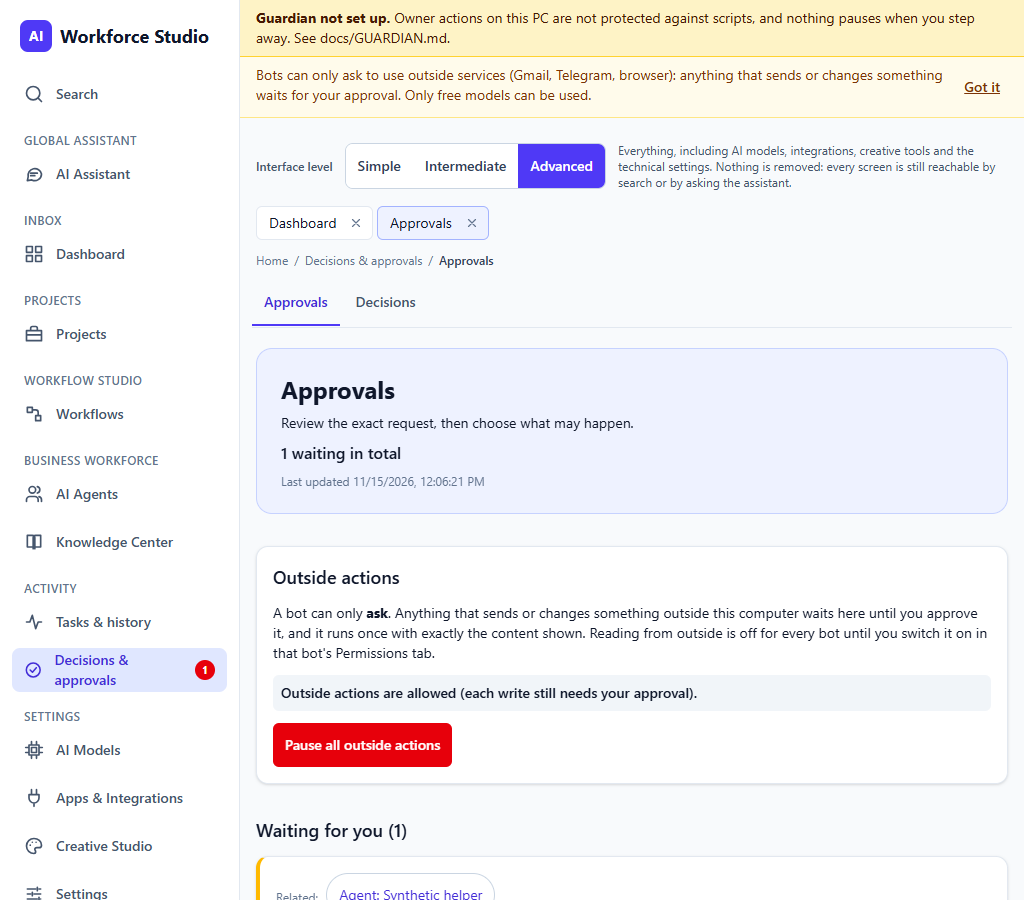 AI Workforce Studio
Search
GLOBAL ASSISTANT
AI Assistant
INBOX
Dashboard
PROJECTS
Projects
WORKFLOW STUDIO
Workflows
BUSINESS WORKFORCE
AI Agents
Knowledge Center
ACTIVITY
Tasks & history
Decisions &
approvals
1
SETTINGS
AI Models
Apps & Integrations
Creative Studio
Settings
Guardian not set up. Owner actions on this PC are not protected against scripts, and nothing pauses when you step
away. See docs/GUARDIAN.md.
Bots can only ask to use outside services (Gmail, Telegram, browser): anything that sends or changes something
waits for your approval. Only free models can be used.
Got it
Interface level
Simple
Intermediate
Advanced
Everything, including AI models, integrations, creative tools and the
technical settings. Nothing is removed: every screen is still reachable by
search or by asking the assistant.
Dashboard ×
Approvals ×
Home / Decisions & approvals / Approvals
Approvals
Decisions
Approvals
Review the exact request, then choose what may happen.
1 waiting in total
Last updated 11/15/2026, 12:06:21 PM
Outside actions
A bot can only ask. Anything that sends or changes something outside this computer waits here until you approve
it, and it runs once with exactly the content shown. Reading from outside is off for every bot until you switch it on in
that bot's Permissions tab.
Outside actions are allowed (each write still needs your approval).
Pause all outside actions
Waiting for you (1)
Related: Agent: Synthetic helper